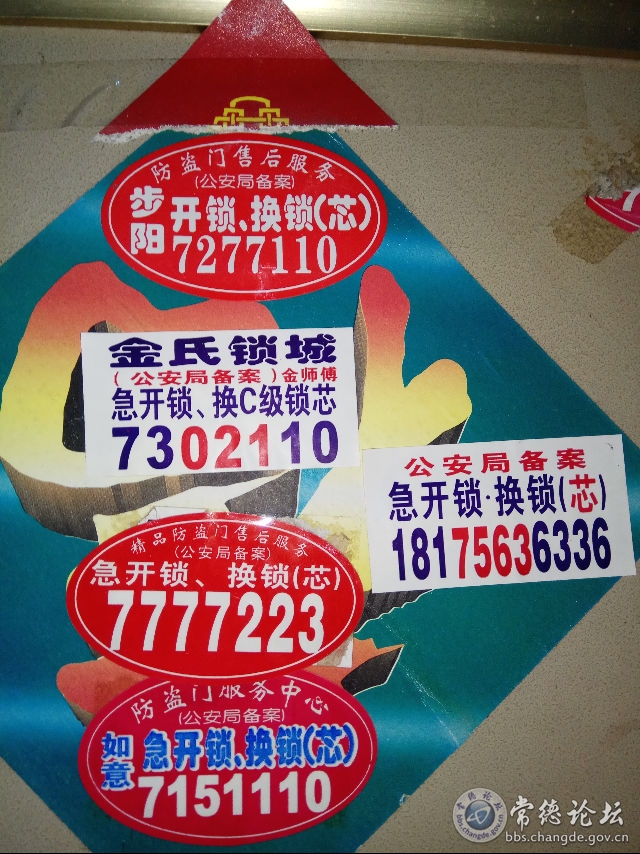 防盗门售后服务
(公安局备案)
步阳
开锁、换锁(芯)
7277110
金氏锁城
(公安局备案)金师傅
急开锁、换C级锁芯
7302110
公安局备案
急开锁·换锁(芯)
18175636336
精品防盗门售后服务
(公安局备案)
急开锁、换锁(芯)
7777223
防盗门服务中心
(公安局备案)
如意
急开锁、换锁(芯)
7151110
7
常德论坛
bbs.changde.gov.cn